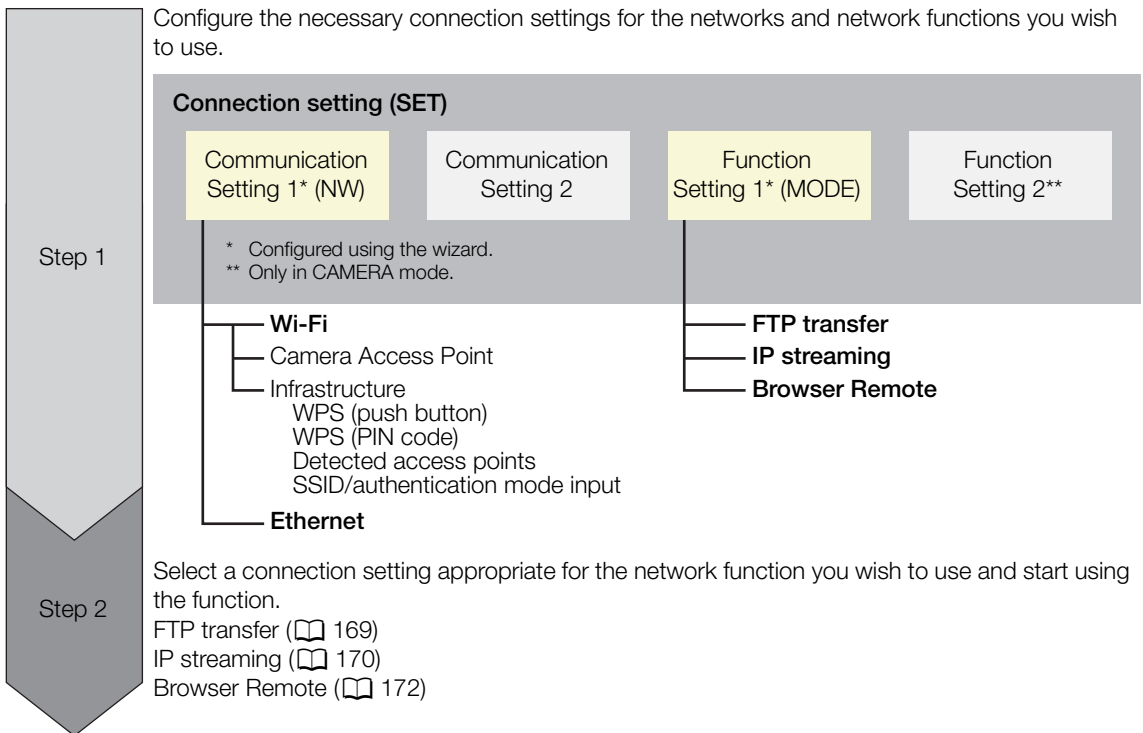 Configure the necessary connection settings for the networks and network functions you wish
to use.
Step 1
Connection setting (SET)
Communication
Setting 1* (NW)
Communication
Setting 2
Function
Setting 1* (MODE)
Function
Setting 2**
* Configured using the wizard.
** Only in CAMERA mode.
Wi-Fi
Camera Access Point
Infrastructure
WPS (push button)
WPS (PIN code)
Detected access points
SSID/authentication mode input
Ethernet
FTP transfer
IP streaming
Browser Remote
Step 2
Select a connection setting appropriate for the network function you wish to use and start using
the function.
FTP transfer (📖 169)
IP streaming (📖 170)
Browser Remote (📖 172)